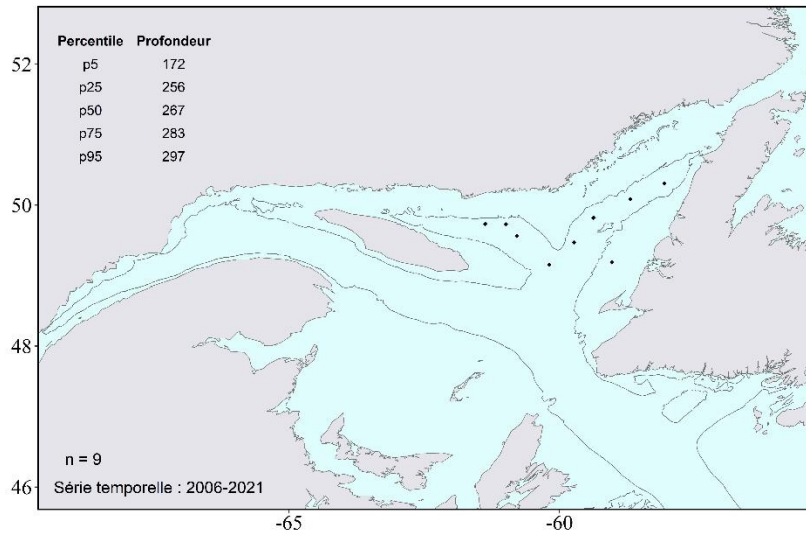 Percentile Profondeur
p5 172
p25 256
p50 267
p75 283
p95 297
52
50
48
46
n = 9
Série temporelle : 2006-2021
-65 -60